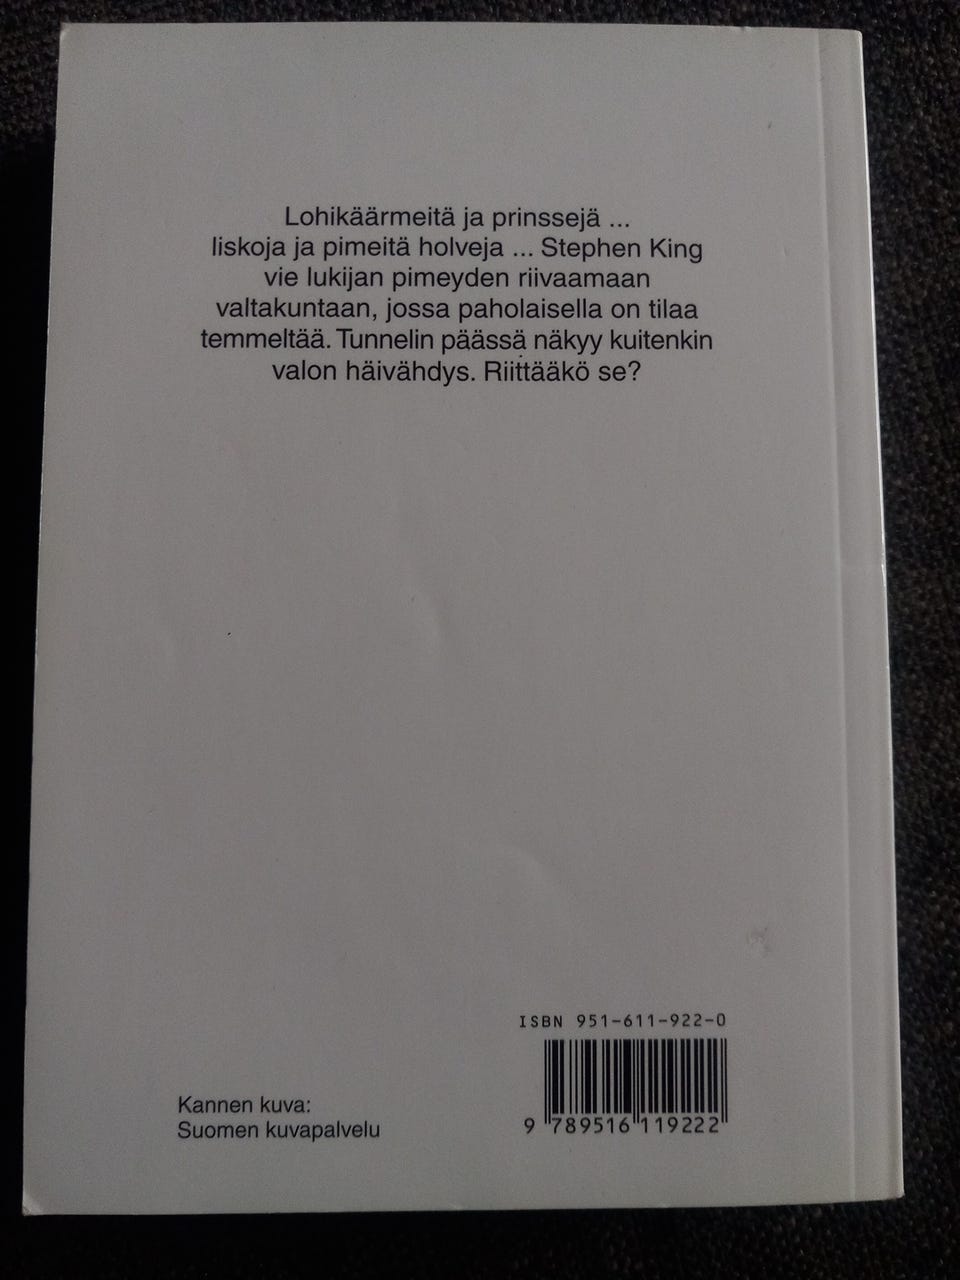 Lohikäärmeitä ja prinssejä ...
liskoja ja pimeitä holveja ... Stephen King
vie lukijan pimeyden riivaamaan
valtakuntaan, jossa paholaisella on tilaa
temmeltää. Tunnelin päässä näkyy kuitenkin
valon häivähdys. Riittääkö se?
ISBN 951-611-922-0
9 789516 119222
Kannen kuva:
Suomen kuvapalvelu